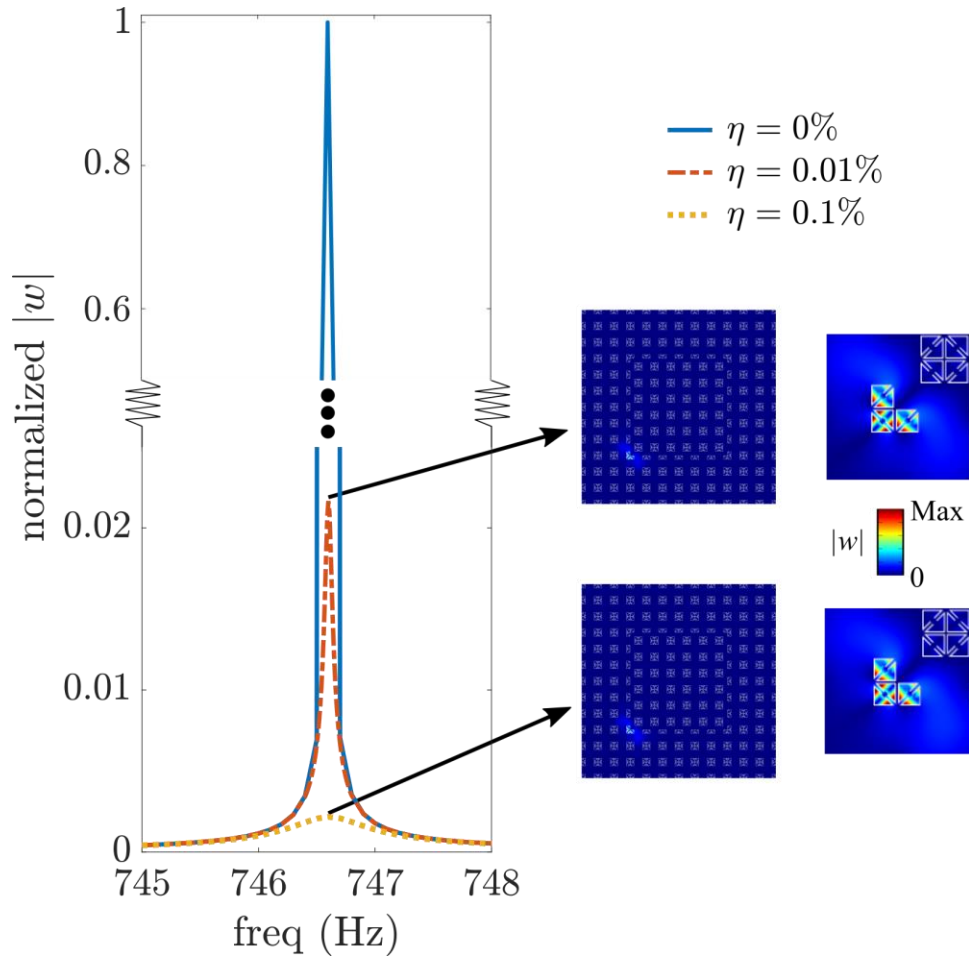 normalized |w|
1
0.8
0.6
0.02
0.01
0
745
746
747
748
freq (Hz)
η = 0%
η = 0.01%
η = 0.1%
|w|
Max
0